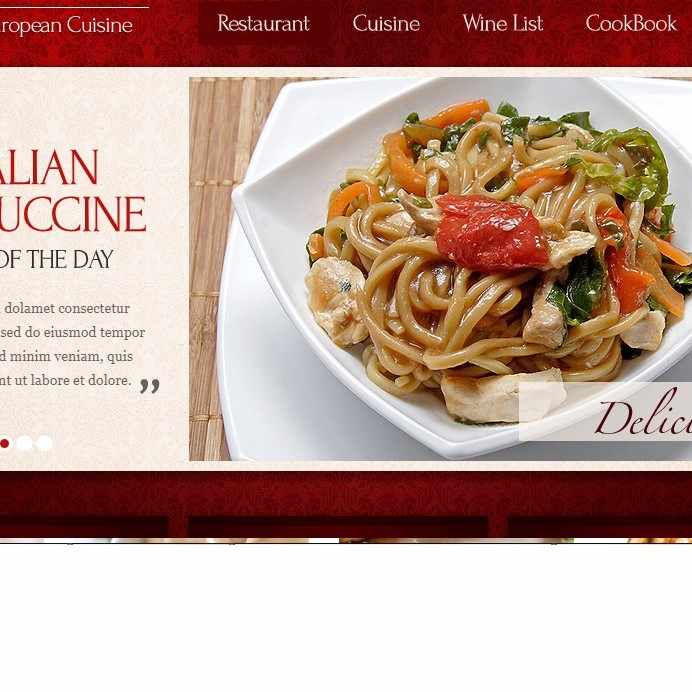 ropean Cuisine
Restaurant Cuisine Wine List CookBook
ALIAN
UCCINE
OF THE DAY
dolamet consectetur
sed do eiusmod tempor
d minim veniam, quis
nt ut labore et dolore. ”
Delici